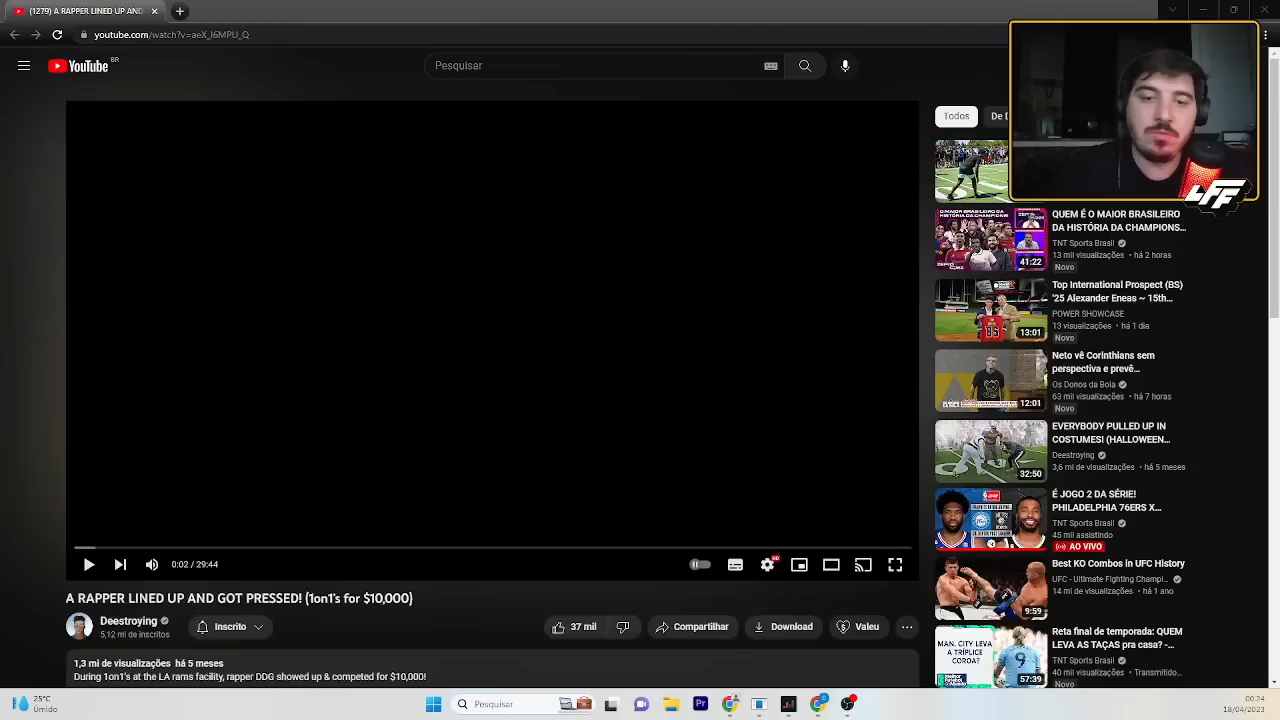 (1279) A RAPPER LINED UP AND
youtube.com/watch?v=aeX_l6MPU_Q
YouTube BR
Pesquisar
Todos
De D
LFF
QUEM É O MAIOR BRASILEIRO
DA HISTÓRIA DA CHAMPIONS...
TNT Sports Brasil
13 mil visualizações • há 2 horas
Novo
41:22
Top International Prospect (BS)
'25 Alexander Eneas ~ 15th...
POWER SHOWCASE
13 visualizações • há 1 dia
Novo
13:01
Neto vê Corinthians sem
perspectiva e prevê...
Os Donos da Bola
63 mil visualizações • há 7 horas
Novo
12:01
EVERYBODY PULLED UP IN
COSTUMES! (HALLOWEEN...
Deestroying
3,6 mi de visualizações • há 5 meses
32:50
É JOGO 2 DA SÉRIE!
PHILADELPHIA 76ERS X...
TNT Sports Brasil
45 mil assistindo
AO VIVO
Best KO Combos in UFC History
UFC - Ultimate Fighting Champi...
14 mi de visualizações • há 1 ano
9:59
Reta final de temporada: QUEM
LEVA AS TAÇAS pra casa? -...
TNT Sports Brasil
40 mil visualizações • Transmitido...
Novo
MAN. CITY LEVA
A TRÍPLICE
COROA?
57:39
0:02 / 29:44
HD
A RAPPER LINED UP AND GOT PRESSED! (1on1's for $10,000)
Deestroying
5,12 mi de inscritos
Inscrito
37 mil
Compartilhar
Download
Valeu
1,3 mi de visualizações há 5 meses
During 1on1's at the LA rams facility, rapper DDG showed up & competed for $10,000
25°C
Úmido
Pesquisar
Pr
00:24
18/04/2023